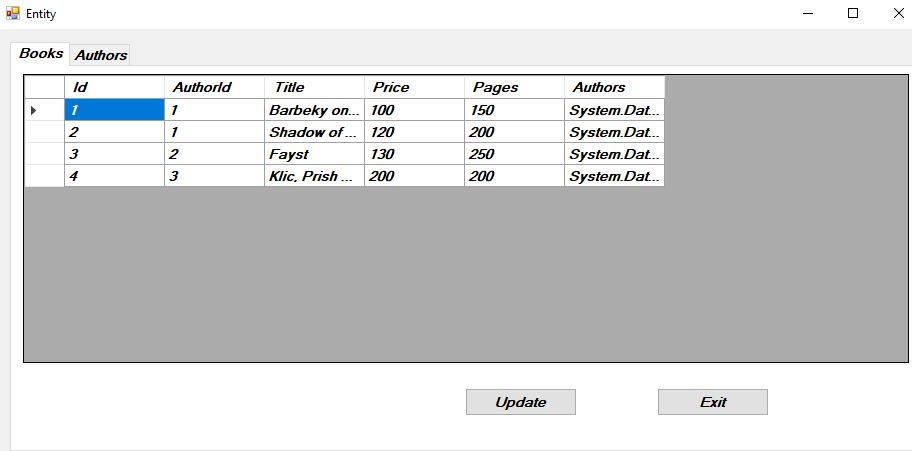 Entity
Books Authors
Id AuthorId Title Price Pages Authors
1 1 Barbeky on... 100 150 System.Dat...
2 1 Shadow of ... 120 200 System.Dat...
3 2 Fayst 130 250 System.Dat...
4 3 Klic, Prish ... 200 200 System.Dat...
Update Exit